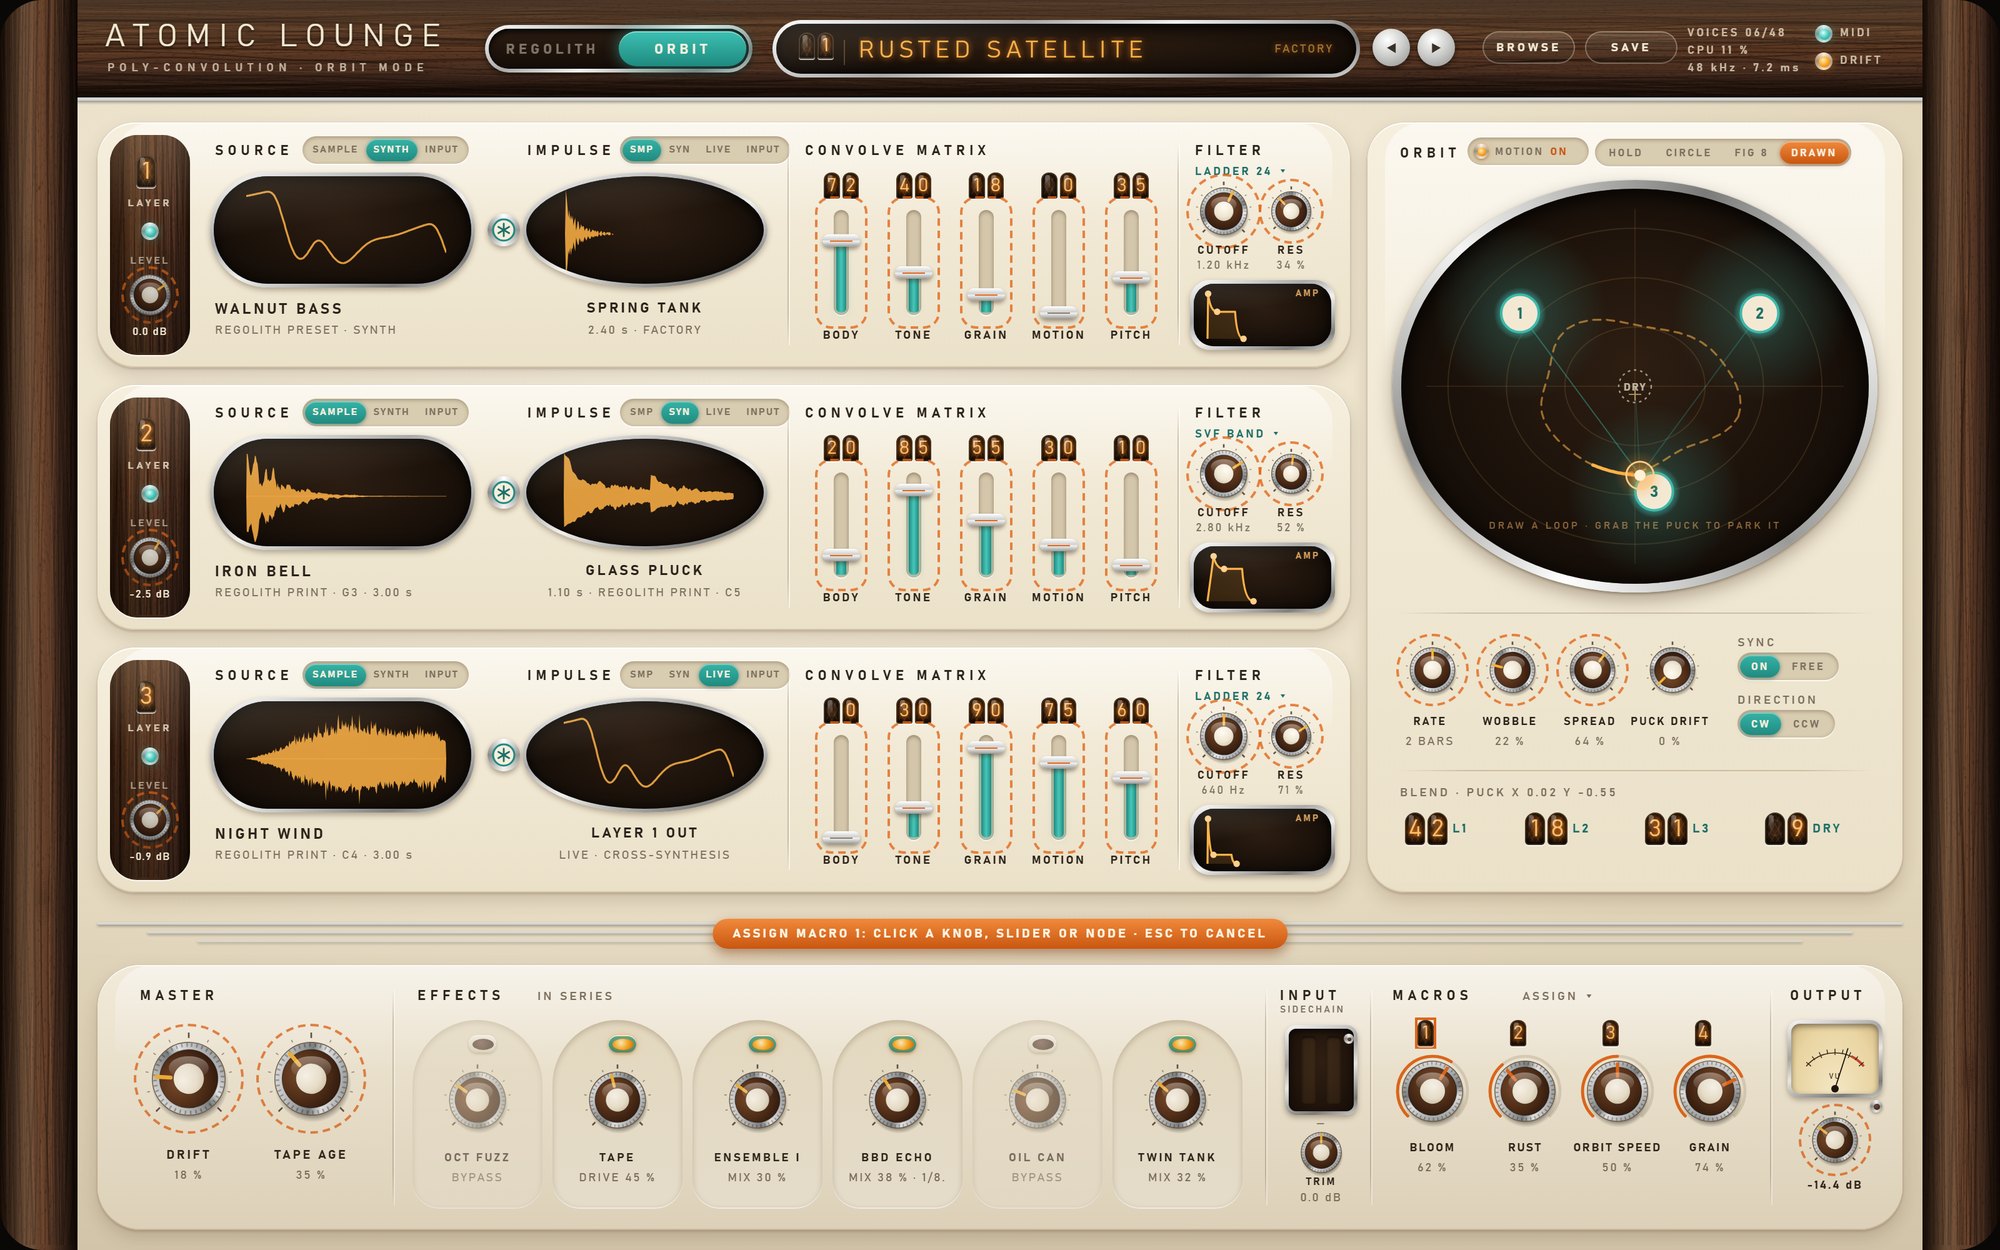 ATOMIC LOUNGE
POLY-CONVOLUTION · ORBIT MODE
REGOLITH ORBIT
1 RUSTED SATELLITE FACTORY
BROWSE SAVE
VOICES 06/48
CPU 11 %
48 kHz · 7.2 ms
MIDI
DRIFT
1
LAYER
LEVEL
0.0 dB
SOURCE SAMPLE SYNTH INPUT
WALNUT BASS
REGOLITH PRESET · SYNTH
IMPULSE SMP SYN LIVE INPUT
SPRING TANK
2.40 s · FACTORY
CONVOLVE MATRIX
72 40 18 0 35
BODY TONE GRAIN MOTION PITCH
FILTER
LADDER 24
CUTOFF RES
1.20 kHz 34 %
AMP
2
LAYER
LEVEL
-2.5 dB
SOURCE SAMPLE SYNTH INPUT
IRON BELL
REGOLITH PRINT · G3 · 3.00 s
IMPULSE SMP SYN LIVE INPUT
GLASS PLUCK
1.10 s · REGOLITH PRINT · C5
CONVOLVE MATRIX
20 85 55 30 10
BODY TONE GRAIN MOTION PITCH
FILTER
SVF BAND
CUTOFF RES
2.80 kHz 52 %
AMP
3
LAYER
LEVEL
-0.9 dB
SOURCE SAMPLE SYNTH INPUT
NIGHT WIND
REGOLITH PRINT · C4 · 3.00 s
IMPULSE SMP SYN LIVE INPUT
LAYER 1 OUT
LIVE · CROSS-SYNTHESIS
CONVOLVE MATRIX
0 30 90 75 60
BODY TONE GRAIN MOTION PITCH
FILTER
LADDER 24
CUTOFF RES
640 Hz 71 %
AMP
ORBIT MOTION ON HOLD CIRCLE FIG 8 DRAWN
1 2
DRY
3
DRAW A LOOP · GRAB THE PUCK TO PARK IT
RATE WOBBLE SPREAD PUCK DRIFT
2 BARS 22 % 64 % 0 %
SYNC
ON FREE
DIRECTION
CW CCW
BLEND · PUCK X 0.02 Y -0.55
42 L1 18 L2 31 L3 9 DRY
ASSIGN MACRO 1: CLICK A KNOB, SLIDER OR NODE · ESC TO CANCEL
MASTER
DRIFT TAPE AGE
18 % 35 %
EFFECTS IN SERIES
OCT FUZZ TAPE ENSEMBLE I BBD ECHO OIL CAN TWIN TANK
BYPASS DRIVE 45 % MIX 30 % MIX 38 % · 1/8. BYPASS MIX 32 %
INPUT
SIDECHAIN
TRIM
0.0 dB
MACROS ASSIGN
1 2 3 4
BLOOM RUST ORBIT SPEED GRAIN
62 % 35 % 50 % 74 %
OUTPUT
VU
-14.4 dB